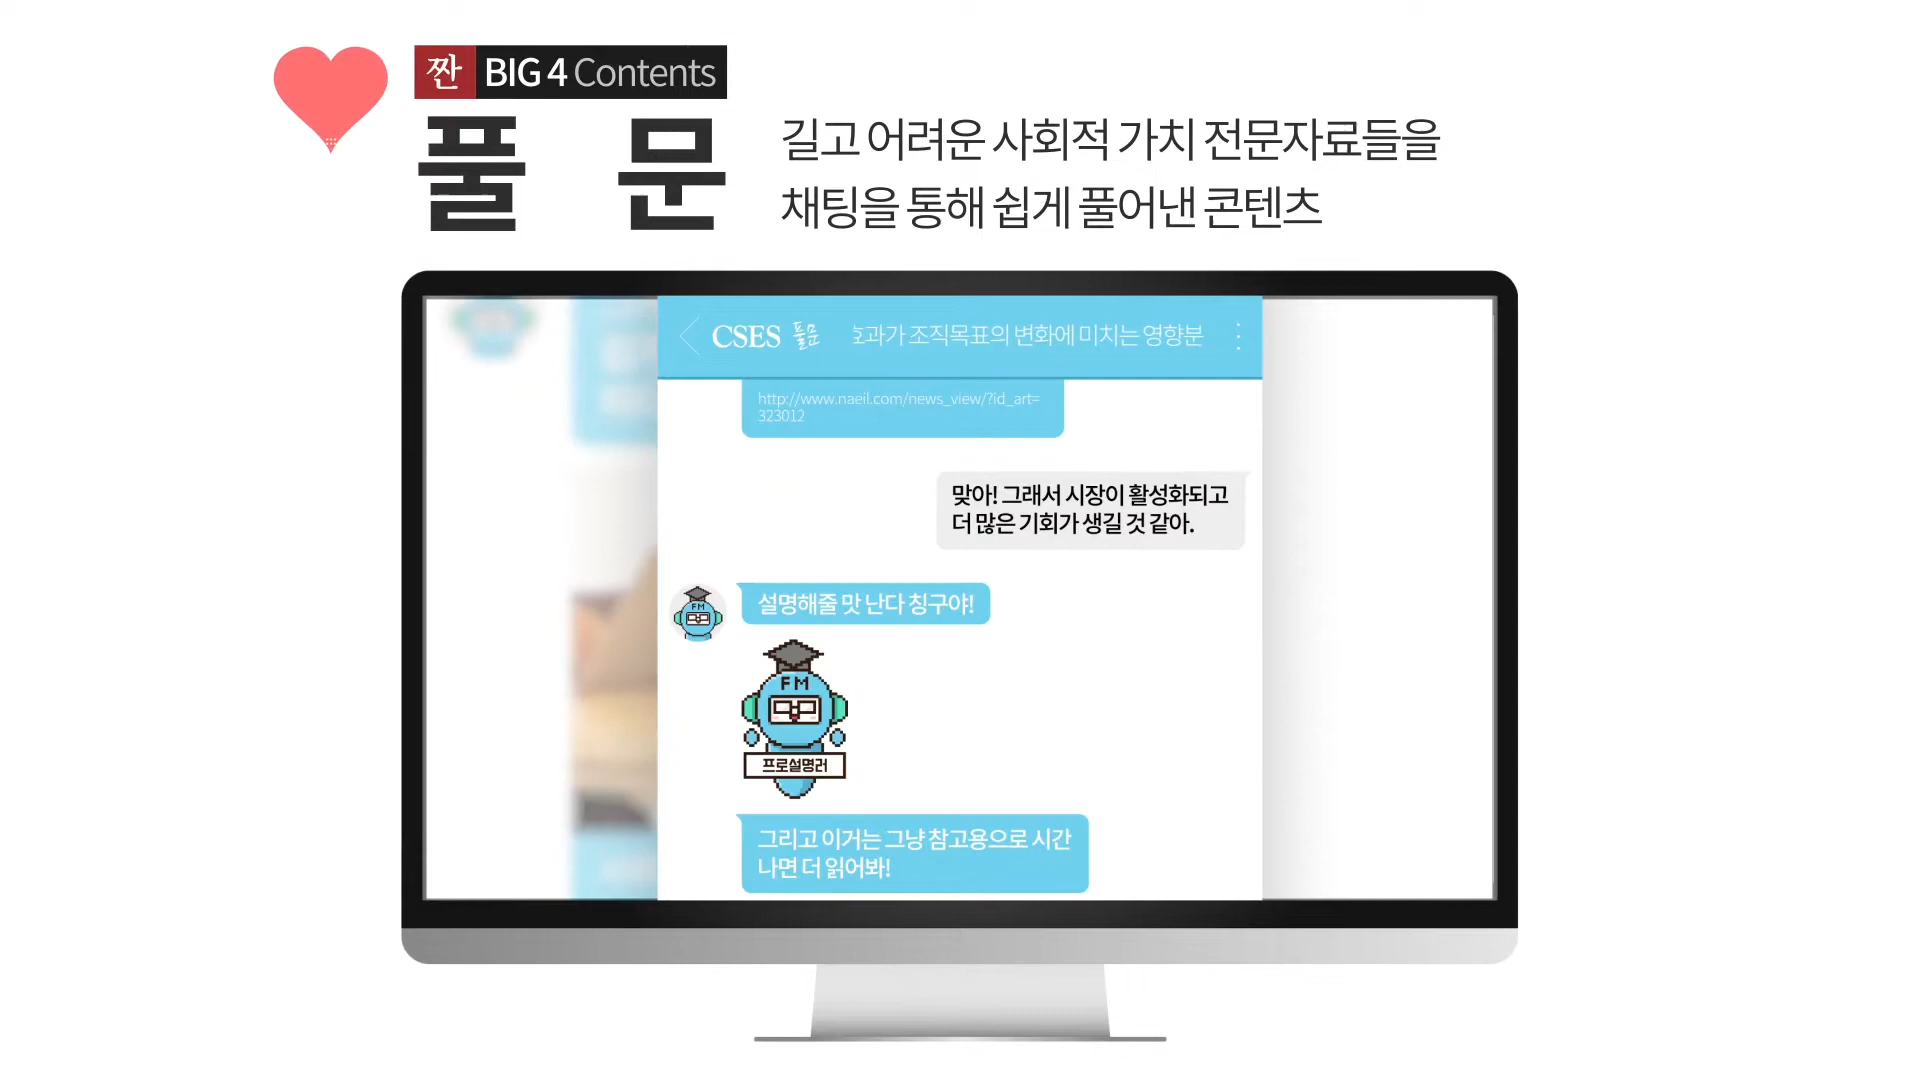 짠 BIG 4 Contents
풀 문
길고 어려운 사회적 가치 전문자료들을
채팅을 통해 쉽게 풀어낸 콘텐츠
CSES 풀문 과가 조직목표의 변화에 미치는 영향분
http://www.naeil.com/news_view/?id_art=
323012
맞아! 그래서 시장이 활성화되고
더 많은 기회가 생길 것 같아.
FM
설명해줄 맛 난다 칭구야!
FM
프로설명러
그리고 이거는 그냥 참고용으로 시간
나면 더 읽어봐!